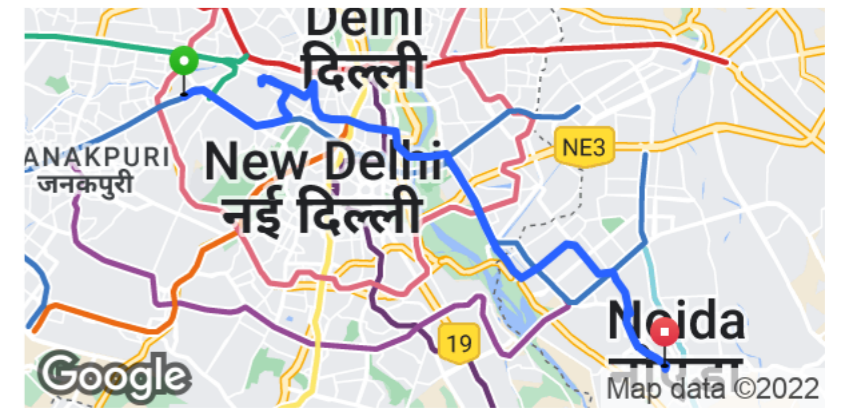 Delhi
दिल्ली
NE3
ANAKPURI
जनकपुरी
New Delhi
नई दिल्ली
Noida
19
Google
Map data ©2022